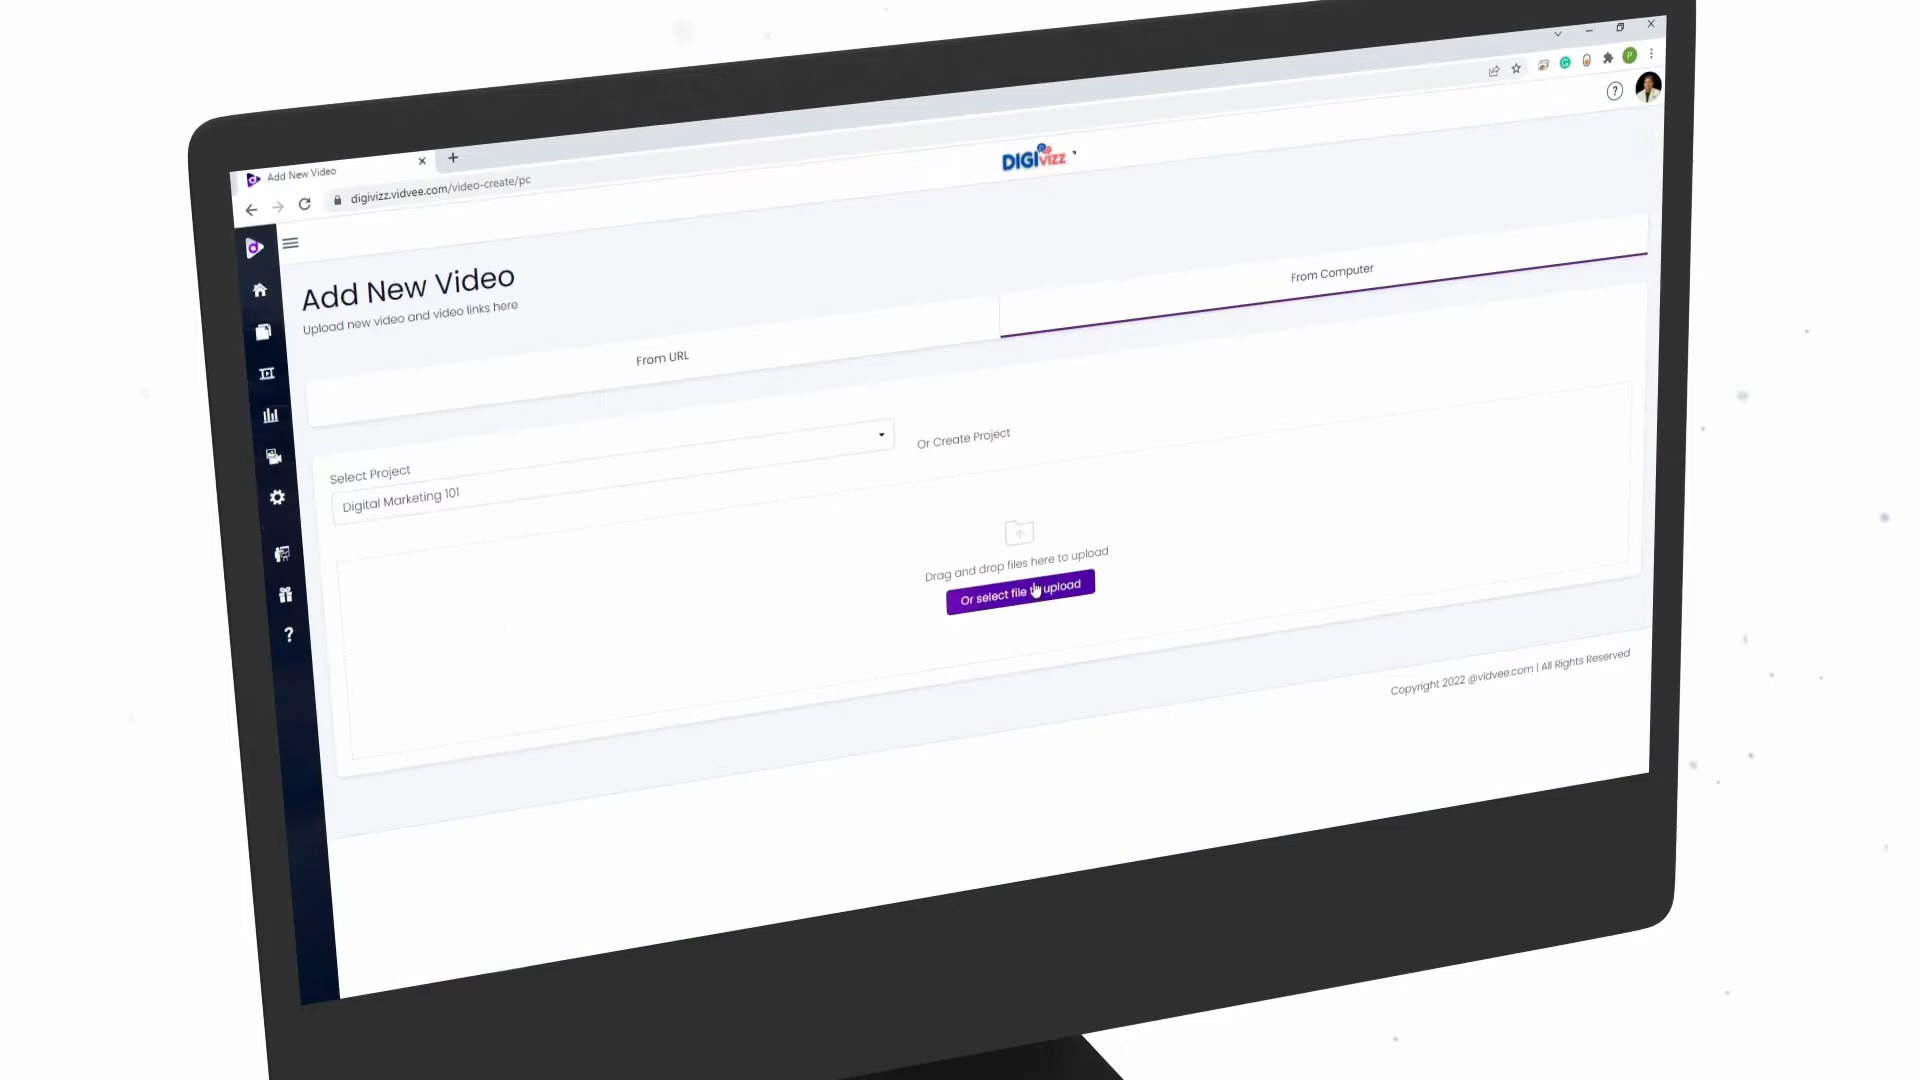 Add New Video
digivizz.vidvee.com/video-create/pc
P
DIGIVIZZ
Add New Video
Upload new video and video links here
From URL
From Computer
Select Project
Digital Marketing 101
Or Create Project
Drag and drop files here to upload
Or select file to upload
Copyright 2022 @vidvee.com | All Rights Reserved